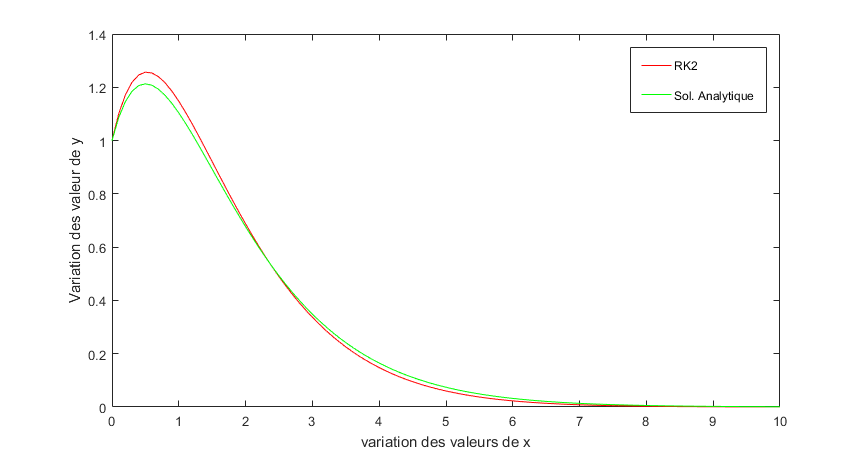 1.4
1.2
1
0.8
0.6
0.4
0.2
0
Variation des valeur de y
RK2
Sol. Analytique
0 1 2 3 4 5 6 7 8 9 10
variation des valeurs de x